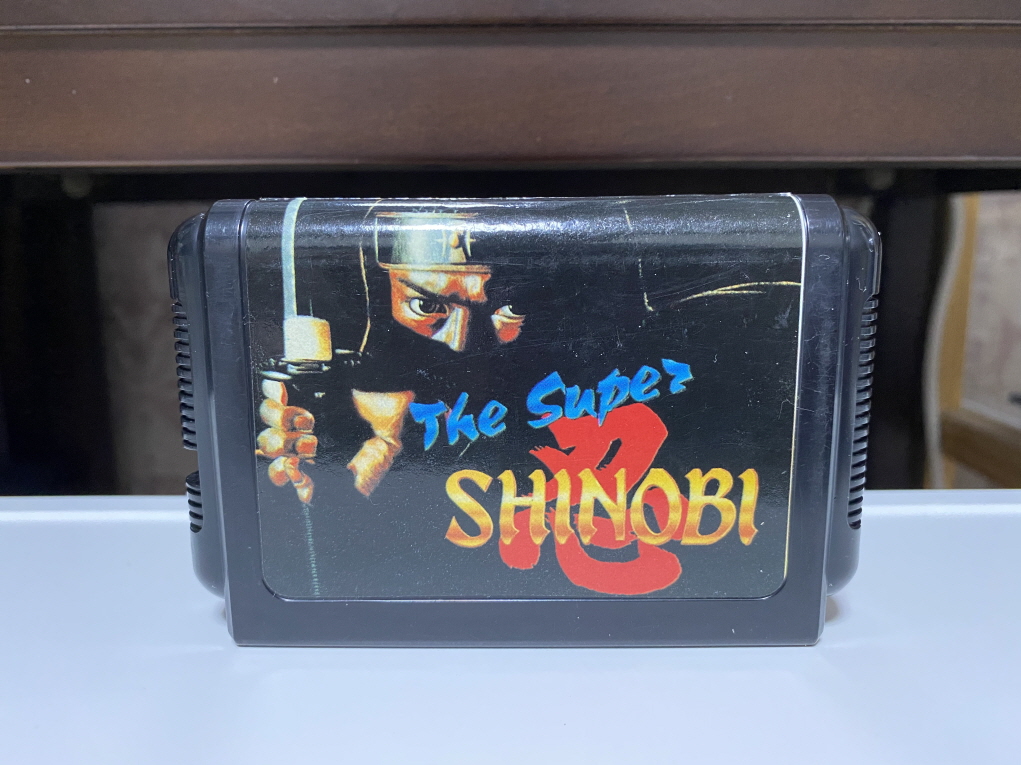 The Super
忍
SHINOBI